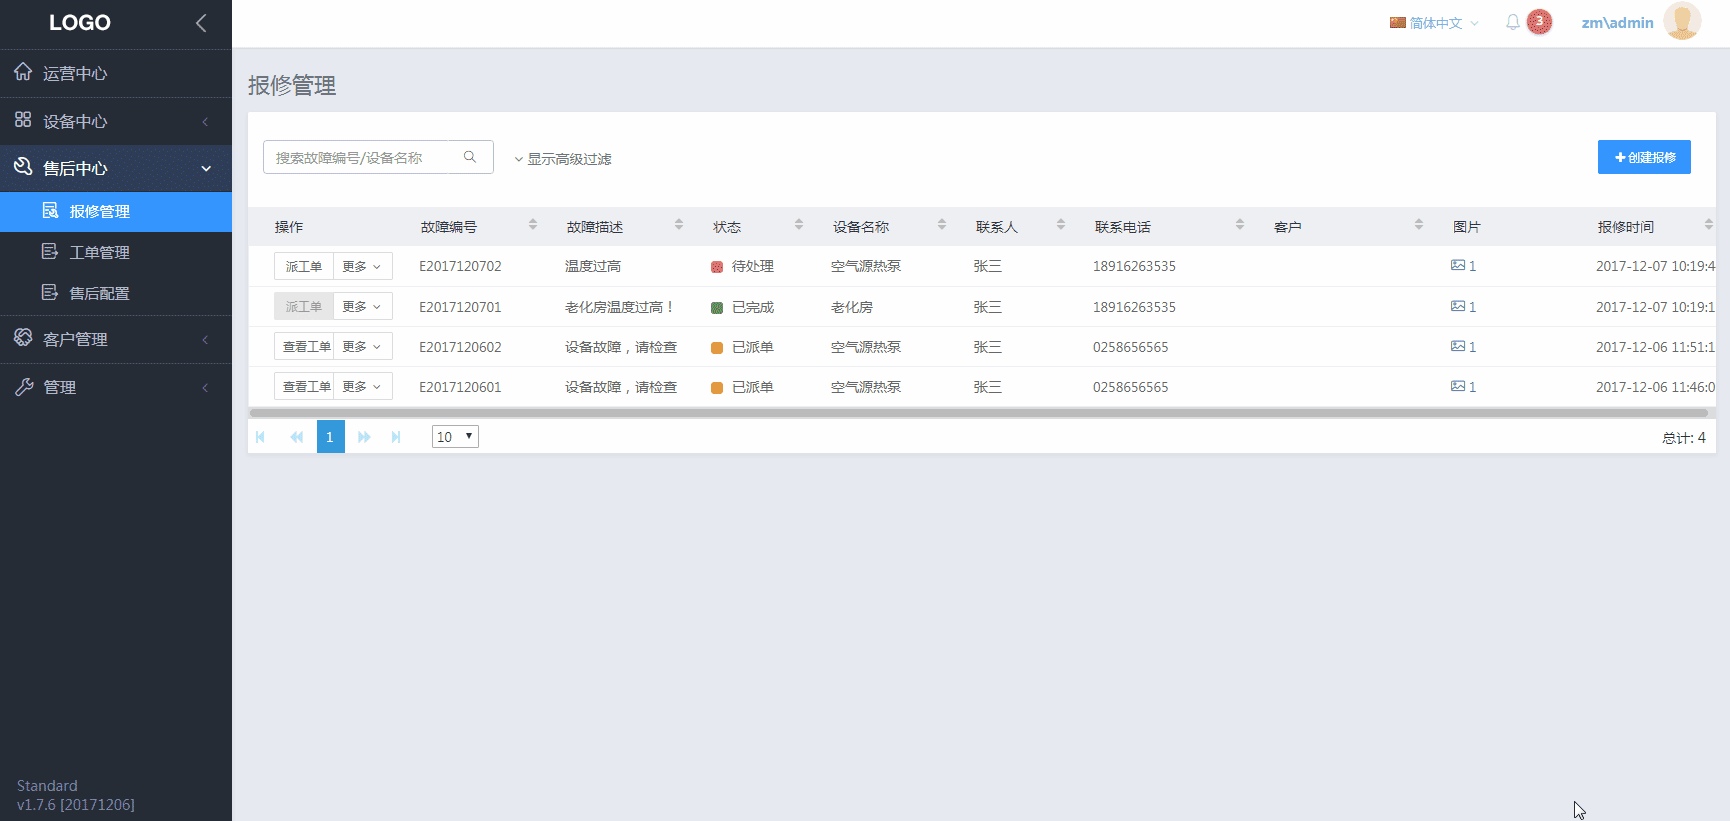 LOGO
简体中文
3
zm\admin
运营中心
设备中心
售后中心
报修管理
工单管理
售后配置
客户管理
管理
Standard
v1.7.6 [20171206]
报修管理
搜索故障编号/设备名称
显示高级过滤
创建报修
操作 故障编号 故障描述 状态 设备名称 联系人 联系电话 客户 图片 报修时间
派工单 更多 E2017120702 温度过高 待处理 空气源热泵 张三 18916263535 1 2017-12-07 10:19:4
派工单 更多 E2017120701 老化房温度过高！ 已完成 老化房 张三 18916263535 1 2017-12-07 10:19:1
查看工单 更多 E2017120602 设备故障，请检查 已派单 空气源热泵 张三 0258656565 1 2017-12-06 11:51:1
查看工单 更多 E2017120601 设备故障，请检查 已派单 空气源热泵 张三 0258656565 1 2017-12-06 11:46:0
1
10
总计: 4